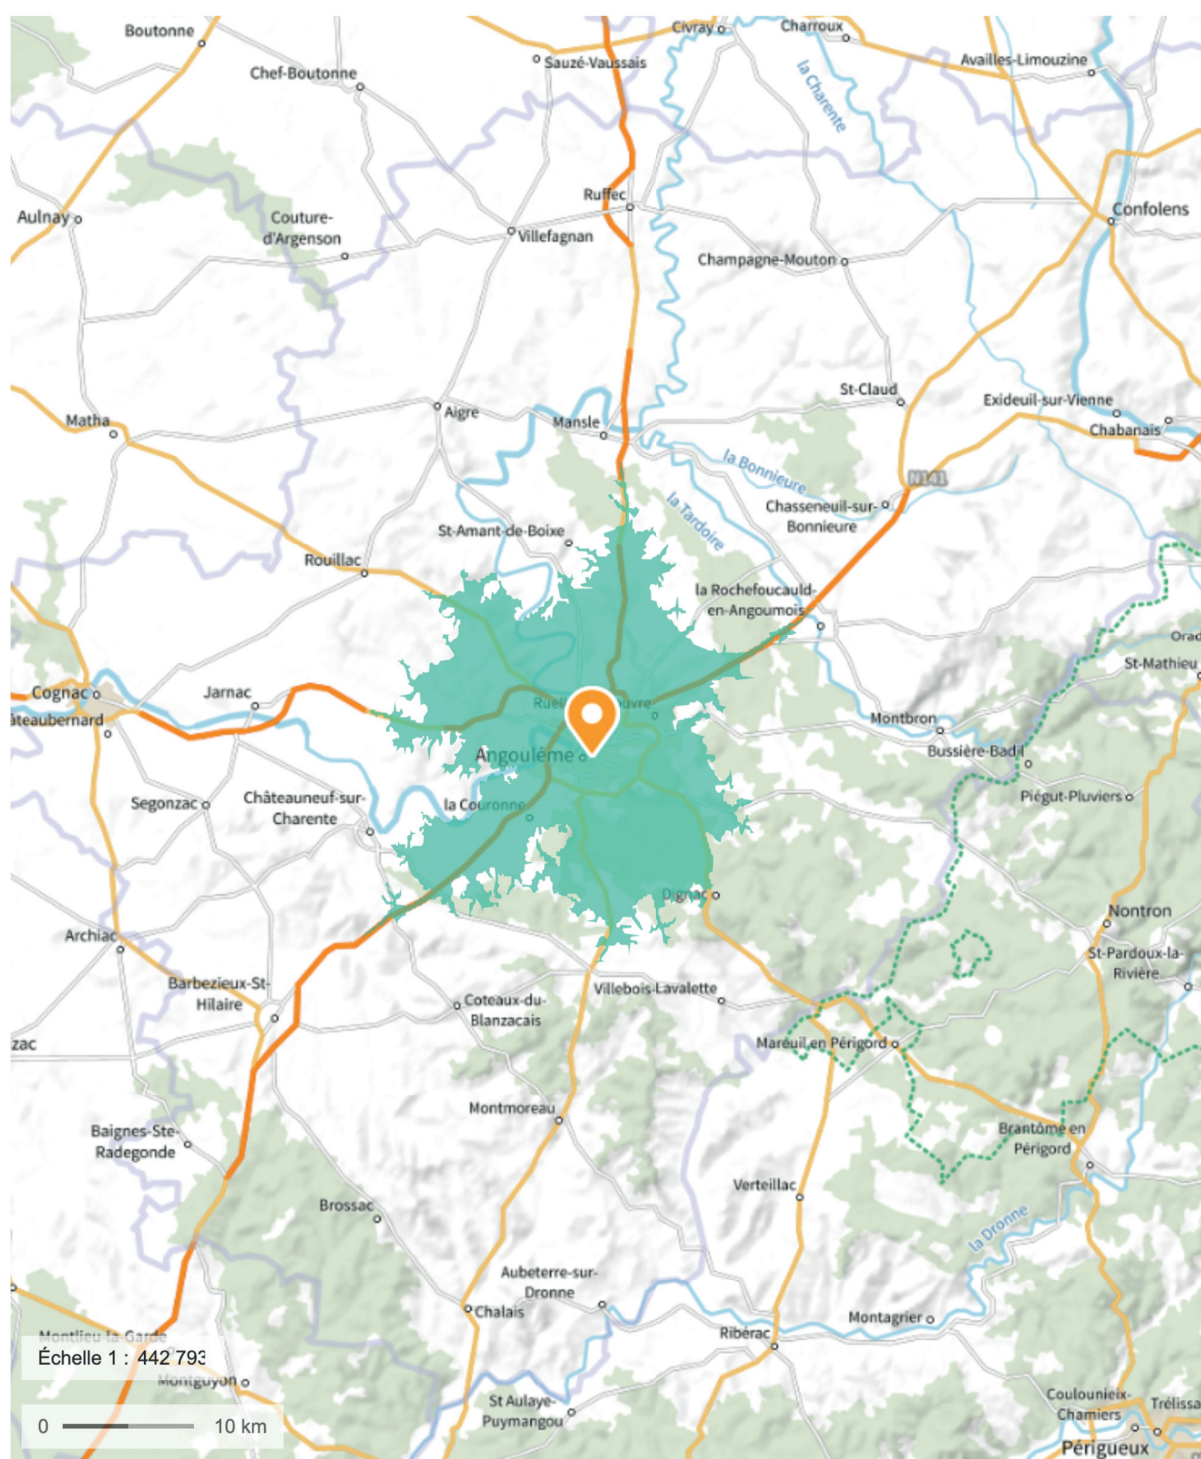 Boutonne
Civray
Charroux
Sauzé-Vaussais
Availles-Limouzine
Chef-Boutonne
la Charente
Ruffec
Aulnay
Couture-
d'Argenson
Villefagnan
Confolens
Champagne-Mouton
St-Claud
Exideuil-sur-Vienne
Chabanais
Matha
Aigre
Mansle
la Bonnieure
N141
la Tardoire
Chasseneuil-sur-
Bonnieure
St-Amant-de-Boixe
Rouillac
la Rochefoucauld-
en-Angoumois
Orad
St-Mathieu
Cognac
Jarnac
âteaubernard
Montbron
Bussière-Badil
Angoulême
Segonzac
Châteauneuf-sur-
Charente
la Couronne
Piégut-Pluviers
Dignac
Nontron
Archiac
St-Pardoux-la-
Rivière
Barbezieux-St-
Hilaire
Villebois-Lavalette
Coteaux-du-
Blanzacais
zac
Mareuil en Périgord
Montmoreau
Baignes-Ste-
Radegonde
Brantôme en
Périgord
Verteillac
Brossac
la Dronne
Aubeterre-sur-
Dronne
Chalais
Montagrier
Ribérac
Montlieu-la-Garde
Échelle 1 : 442 793
Montguyon
St Aulaye-
Puymangou
Coulounieix-
Chamiers
Trélissa
0 10 km
Périgueux